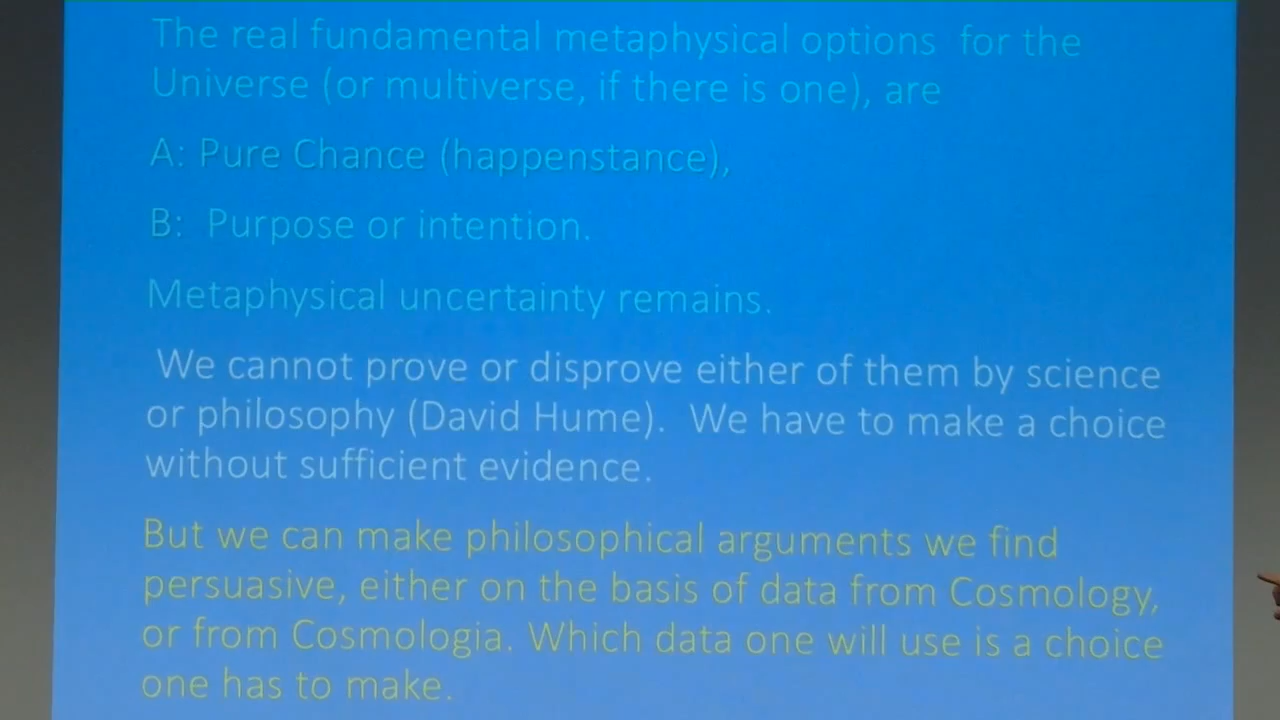 The real fundamental metaphysical options for the
Universe (or multiverse, if there is one), are
A: Pure Chance (happenstance),
B: Purpose or intention.
Metaphysical uncertainty remains.
We cannot prove or disprove either of them by science
or philosophy (David Hume). We have to make a choice
without sufficient evidence.
But we can make philosophical arguments we find
persuasive, either on the basis of data from Cosmology,
or from Cosmologia. Which data one will use is a choice
one has to make.